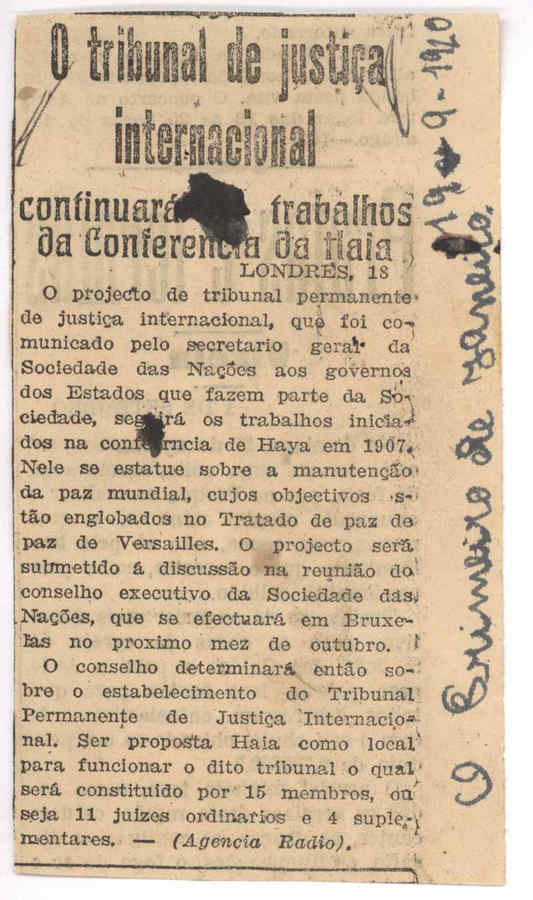 O tribunal de justiça
internacional
continuará trabalhos
da Conferencia da Haia
LONDRES, 18
O projecto de tribunal permanente
de justiça internacional, que foi co-
municado pelo secretario geral da
Sociedade das Nações aos governos
dos Estados que fazem parte da So-
ciedade, seguirá os trabalhos inicia-
dos na conferncia de Haya em 1907.
Nele se estatue sobre a manutenção
da paz mundial, cujos objectivos s-
tão englobados no Tratado de paz de
paz de Versailles. O projecto será
submetido á discussão na reunião do
conselho executivo da Sociedade das
Nações, que se efectuará em Bruxe-
las no proximo mez de outubro.
O conselho determinará então so-
bre o estabelecimento do Tribunal
Permanente de Justiça Internacio-
nal. Ser proposta Haia como local
para funcionar o dito tribunal o qual
será constituido por 15 membros, ou
seja 11 juizes ordinarios e 4 suple-
mentares. — (Agencia Radio).
O Primeiro de Janeiro.
19-9-1920